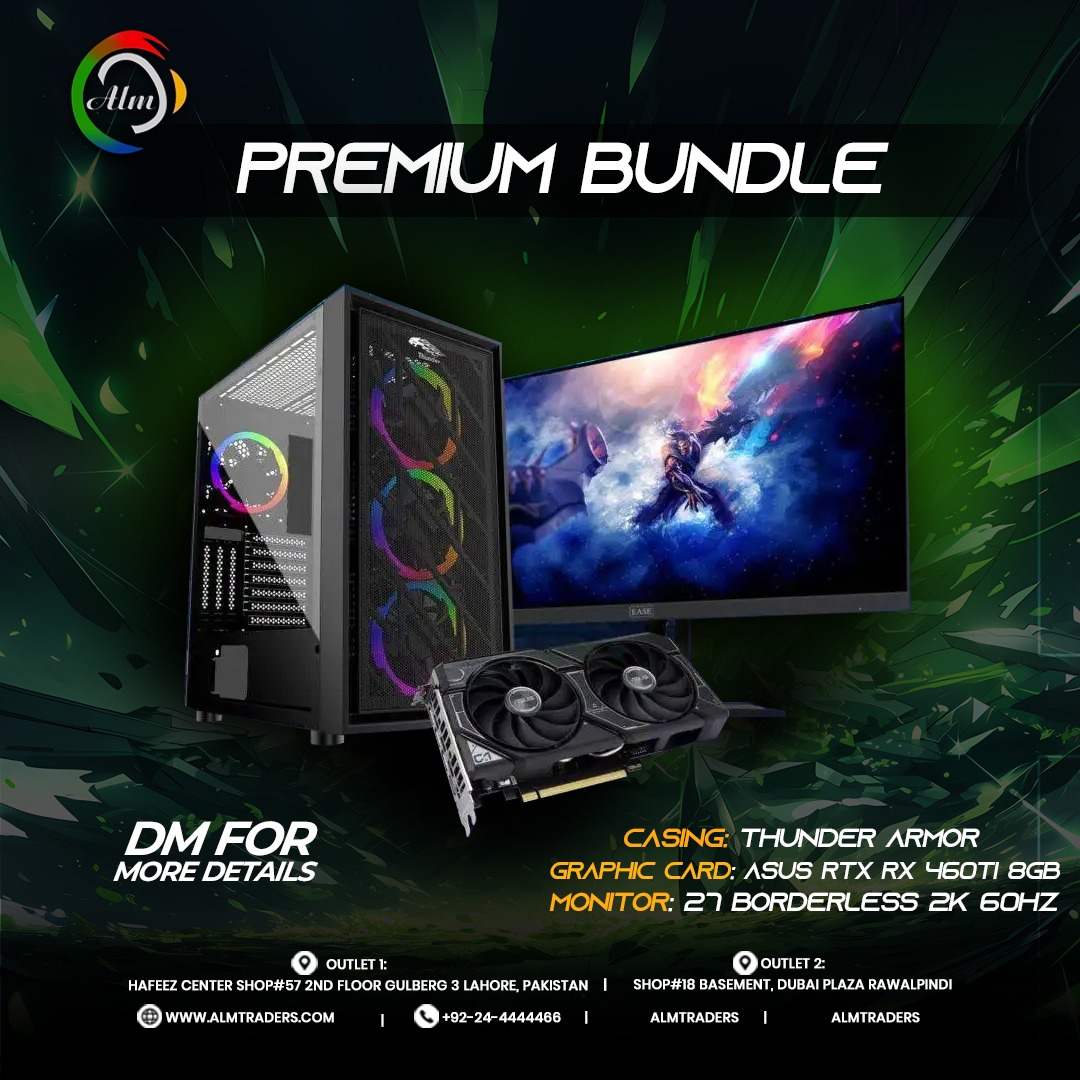 Alm
PREMIUM BUNDLE
Thunder
EASE
DM FOR
MORE DETAILS
CASING: THUNDER ARMOR
GRAPHIC CARD: ASUS RTX RX 460TI 8GB
MONITOR: 27 BORDERLESS 2K 60HZ
OUTLET 1:
HAFEEZ CENTER SHOP#57 2ND FLOOR GULBERG 3 LAHORE, PAKISTAN |
OUTLET 2:
SHOP#18 BASEMENT, DUBAI PLAZA RAWALPINDI
WWW.ALMTRADERS.COM | +92-24-4444466 | ALMTRADERS | ALMTRADERS